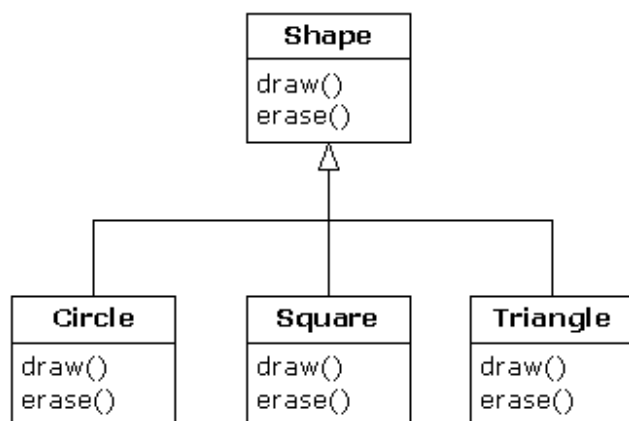 Shape
draw()
erase()
Circle
draw()
erase()
Square
draw()
erase()
Triangle
draw()
erase()